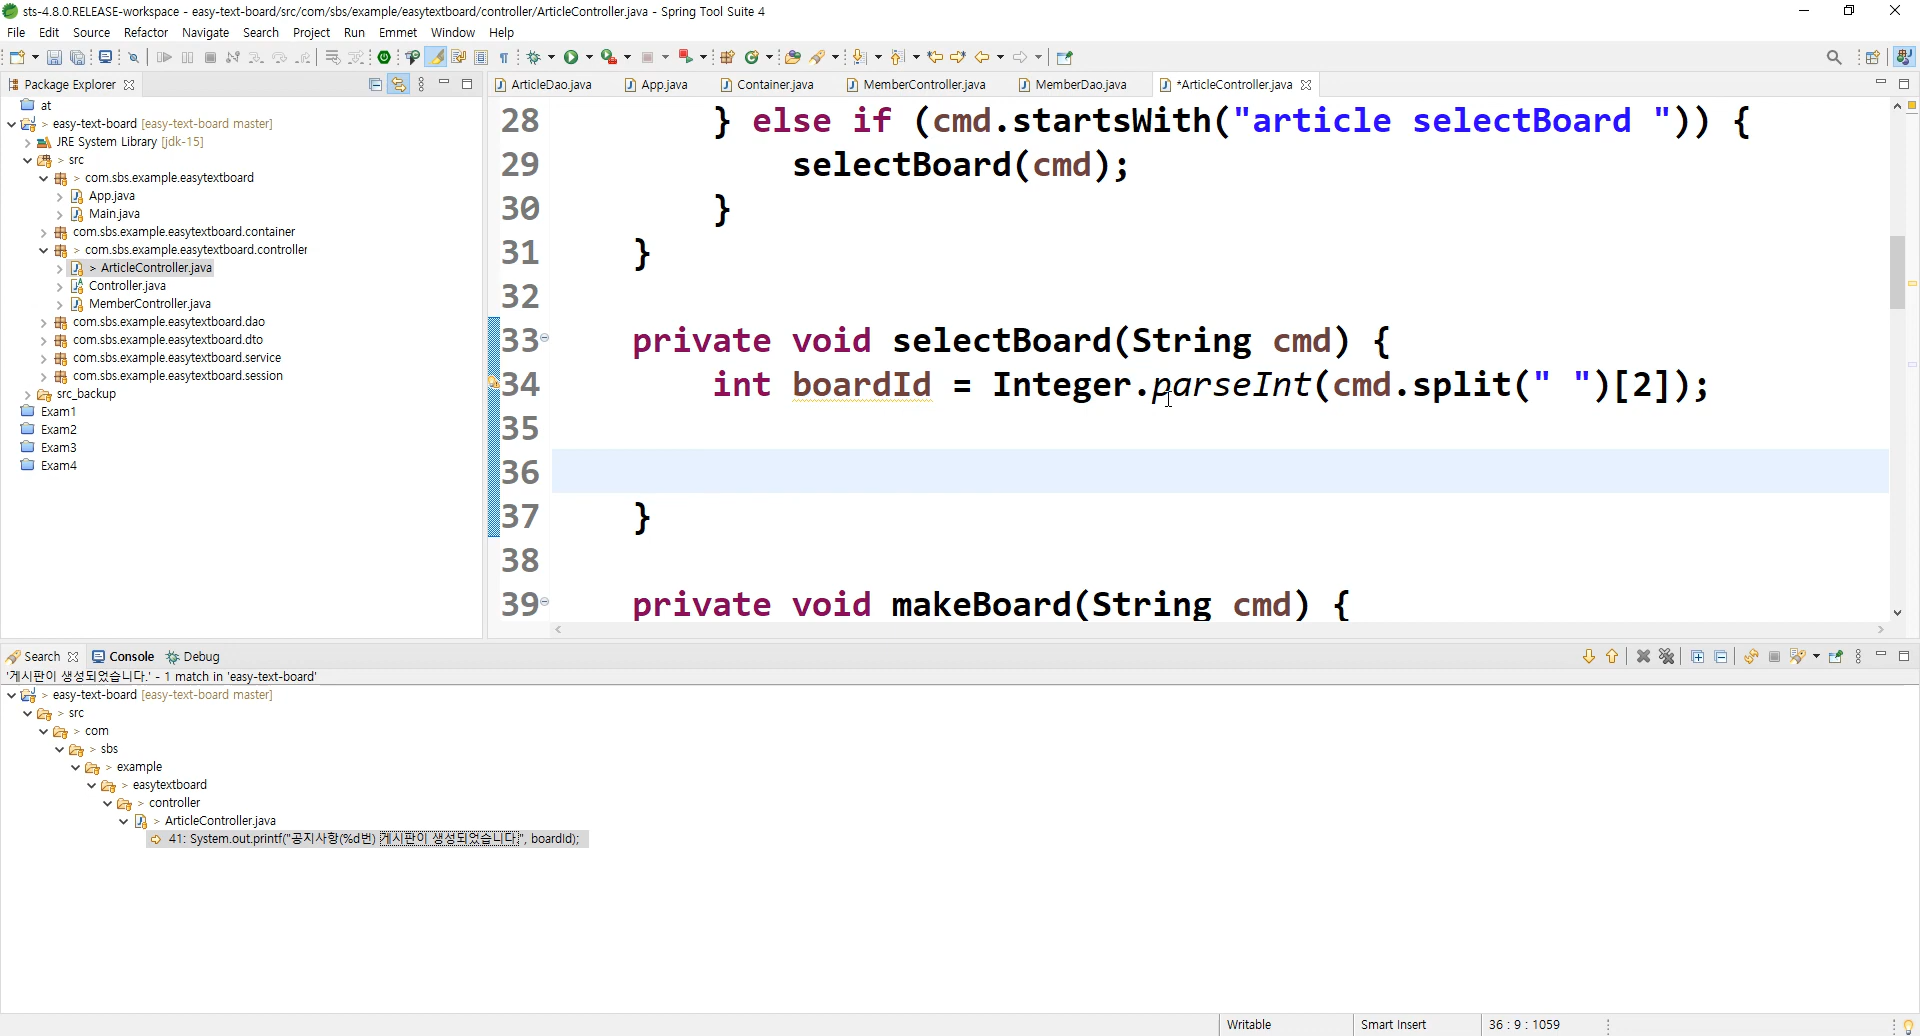 sts-4.8.0.RELEASE-workspace - easy-text-board/src/com/sbs/example/easytextboard/controller/ArticleController.java - Spring Tool Suite 4
File Edit Source Refactor Navigate Search Project Run Emmet Window Help
Package Explorer
ArticleDao.java App.java Container.java MemberController.java MemberDao.java *ArticleController.java
at
> easy-text-board [easy-text-board master]
JRE System Library [jdk-15]
> src
> com.sbs.example.easytextboard
App.java
Main.java
com.sbs.example.easytextboard.container
> com.sbs.example.easytextboard.controller
> ArticleController.java
Controller.java
MemberController.java
com.sbs.example.easytextboard.dao
com.sbs.example.easytextboard.dto
com.sbs.example.easytextboard.service
com.sbs.example.easytextboard.session
src_backup
Exam1
Exam2
Exam3
Exam4
28 } else if (cmd.startsWith("article selectBoard ")) {
29 selectBoard(cmd);
30 }
31 }
32
33 private void selectBoard(String cmd) {
34 int boardId = Integer.parseInt(cmd.split(" ")[2]);
35
36
37 }
38
39 private void makeBoard(String cmd) {
Search Console Debug
'게시판이 생성되었습니다.' - 1 match in 'easy-text-board'
> easy-text-board [easy-text-board master]
> src
> com
> sbs
> example
> easytextboard
> controller
> ArticleController.java
41: System.out.printf("공지사항(%d번) 게시판이 생성되었습니다.", boardId);
Writable Smart Insert 36 : 9 : 1059